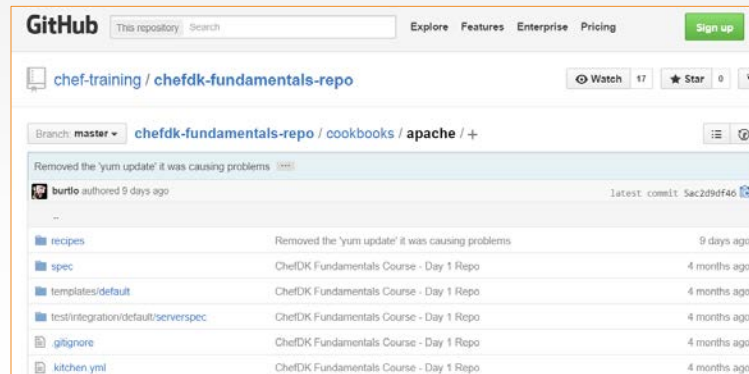 GitHub This repository Search Explore Features Enterprise Pricing Sign up
chef-training / chefdk-fundamentals-repo Watch 17 Star 0
Branch: master chefdk-fundamentals-repo / cookbooks / apache / +
Removed the 'yum update' it was causing problems ...
burtlo authored 9 days ago latest commit 5ac2d9df46
..
recipes Removed the 'yum update' it was causing problems 9 days ago
spec ChefDK Fundamentals Course - Day 1 Repo 4 months ago
templates/default ChefDK Fundamentals Course - Day 1 Repo 4 months ago
test/integration/default/serverspec ChefDK Fundamentals Course - Day 1 Repo 4 months ago
.gitignore ChefDK Fundamentals Course - Day 1 Repo 4 months ago
.kitchen.yml ChefDK Fundamentals Course - Day 1 Repo 4 months ago